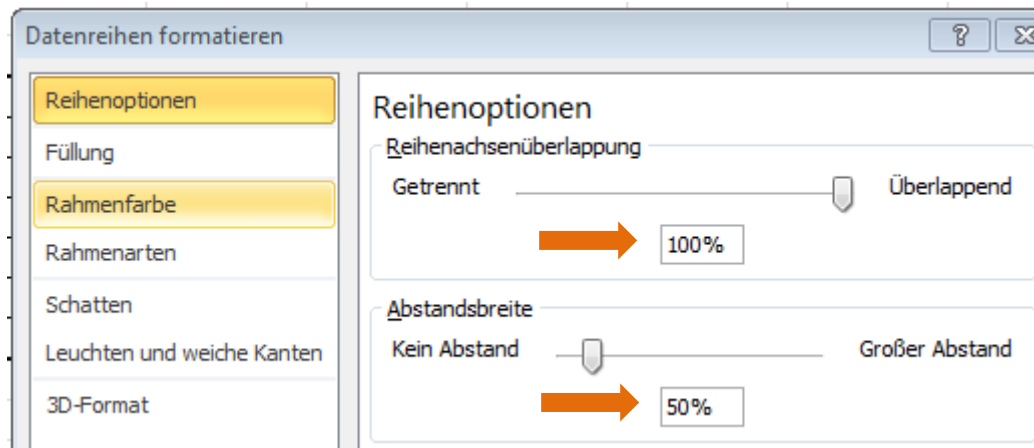 Datenreihen formatieren
Reihenoptionen
Füllung
Rahmenfarbe
Rahmenarten
Schatten
Leuchten und weiche Kanten
3D-Format
Reihenoptionen
Reihenachsenüberlappung
Getrennt Überlappend
100%
Abstandsbreite
Kein Abstand Großer Abstand
50%